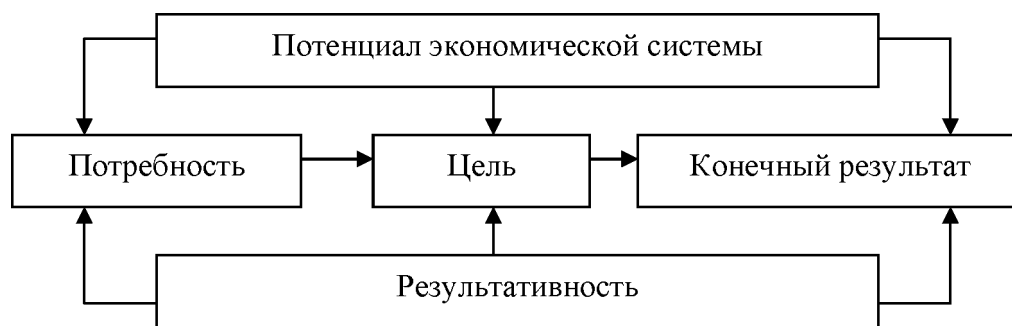 Потенциал экономической системы
Потребность
Цель
Конечный результат
Результативность